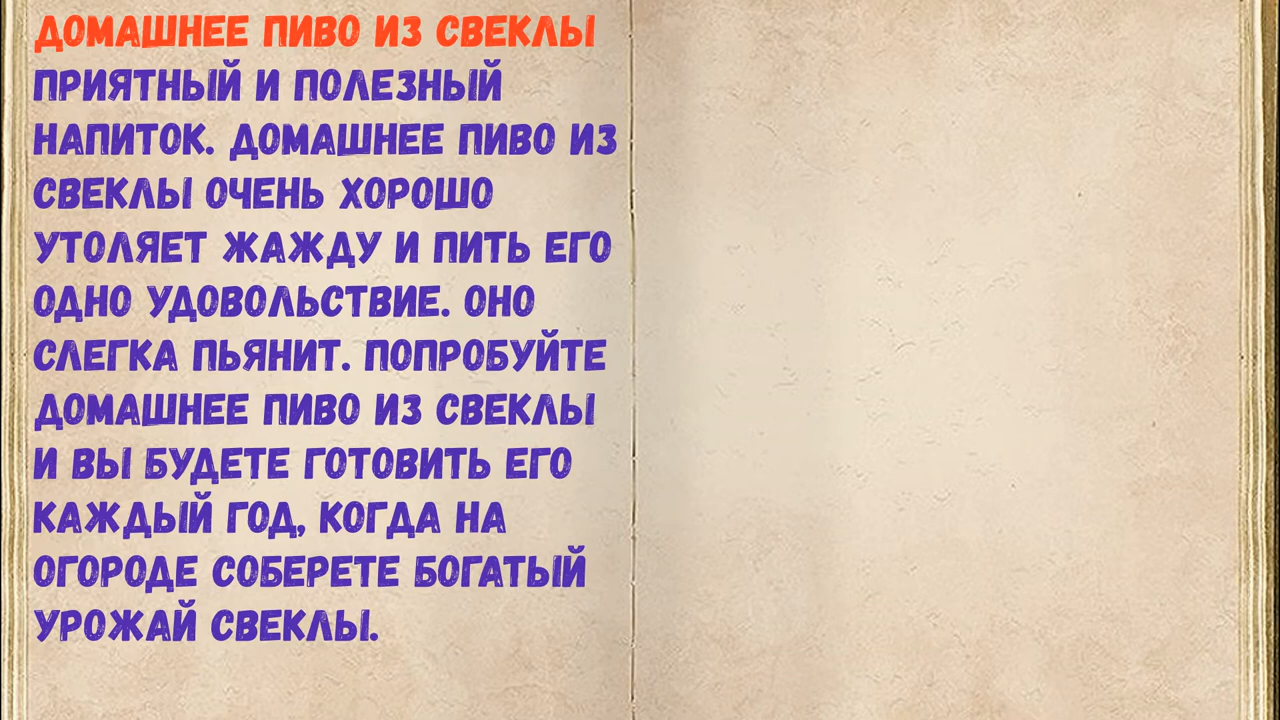 ДОМАШНЕЕ ПИВО ИЗ СВЕКЛЫ
ПРИЯТНЫЙ И ПОЛЕЗНЫЙ
НАПИТОК. ДОМАШНЕЕ ПИВО ИЗ
СВЕКЛЫ ОЧЕНЬ ХОРОШО
УТОЛЯЕТ ЖАЖДУ И ПИТЬ ЕГО
ОДНО УДОВОЛЬСТВИЕ. ОНО
СЛЕГКА ПЬЯНИТ. ПОПРОБУЙТЕ
ДОМАШНЕЕ ПИВО ИЗ СВЕКЛЫ
И ВЫ БУДЕТЕ ГОТОВИТЬ ЕГО
КАЖДЫЙ ГОД, КОГДА НА
ОГОРОДЕ СОБЕРЕТЕ БОГАТЫЙ
УРОЖАЙ СВЕКЛЫ.